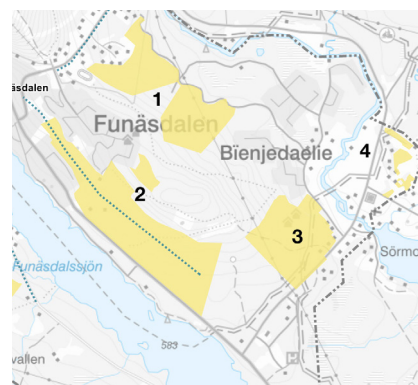 1
äsdalen
Funäsdalen
Bïenjedaelie
4
2
3
Sörmo
Funäsdalssjön
583
vallen
H